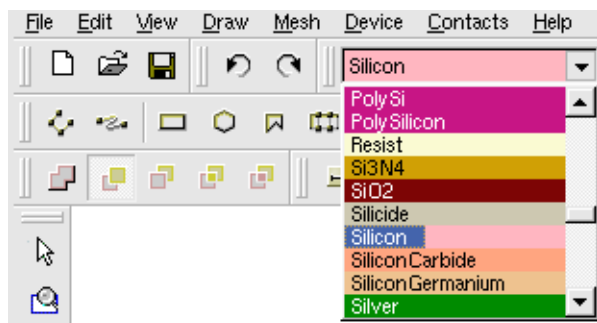 File Edit View Draw Mesh Device Contacts Help
Silicon
PolySi
PolySilicon
Resist
Si3N4
SiO2
Silicide
Silicon
SiliconCarbide
SiliconGermanium
Silver